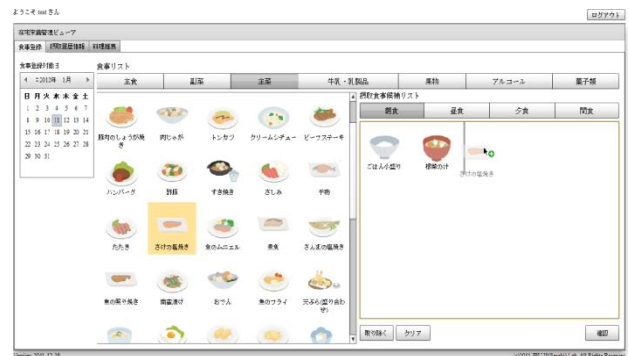 ようこそ test さん
ログアウト
在宅栄養管理ビューア
食事登録 摂取履歴情報 料理推薦
食事登録対象日
食事リスト
2012年 1月
主食 副菜 主菜 牛乳・乳製品 果物 アルコール 菓子類
日 月 火 水 木 金 土
1 2 3 4 5 6 7
8 9 10 11 12 13 14
15 16 17 18 19 20 21
22 23 24 25 26 27 28
29 30 31
豚肉のしょうが焼き 肉じゃが トンカツ クリームシチュー ビーフステーキ
ハンバーグ 酢豚 すき焼き さしみ 干物
たたき さけの塩焼き 魚のムニエル 煮魚 さんまの塩焼き
魚の照り焼き 南蛮漬け おでん 魚のフライ 天ぷら(盛り合わせ)
摂取食事候補リスト
朝食 昼食 夕食 間食
ごはん小盛り 根菜の汁 さけの塩焼き
取り除く クリア 確認